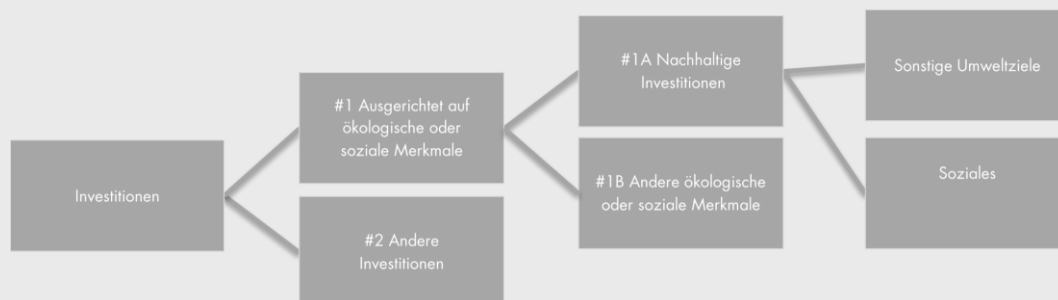 Investitionen
#1 Ausgerichtet auf
ökologische oder
soziale Merkmale
#2 Andere
Investitionen
#1A Nachhaltige
Investitionen
#1B Andere ökologische
oder soziale Merkmale
Sonstige Umweltziele
Soziales